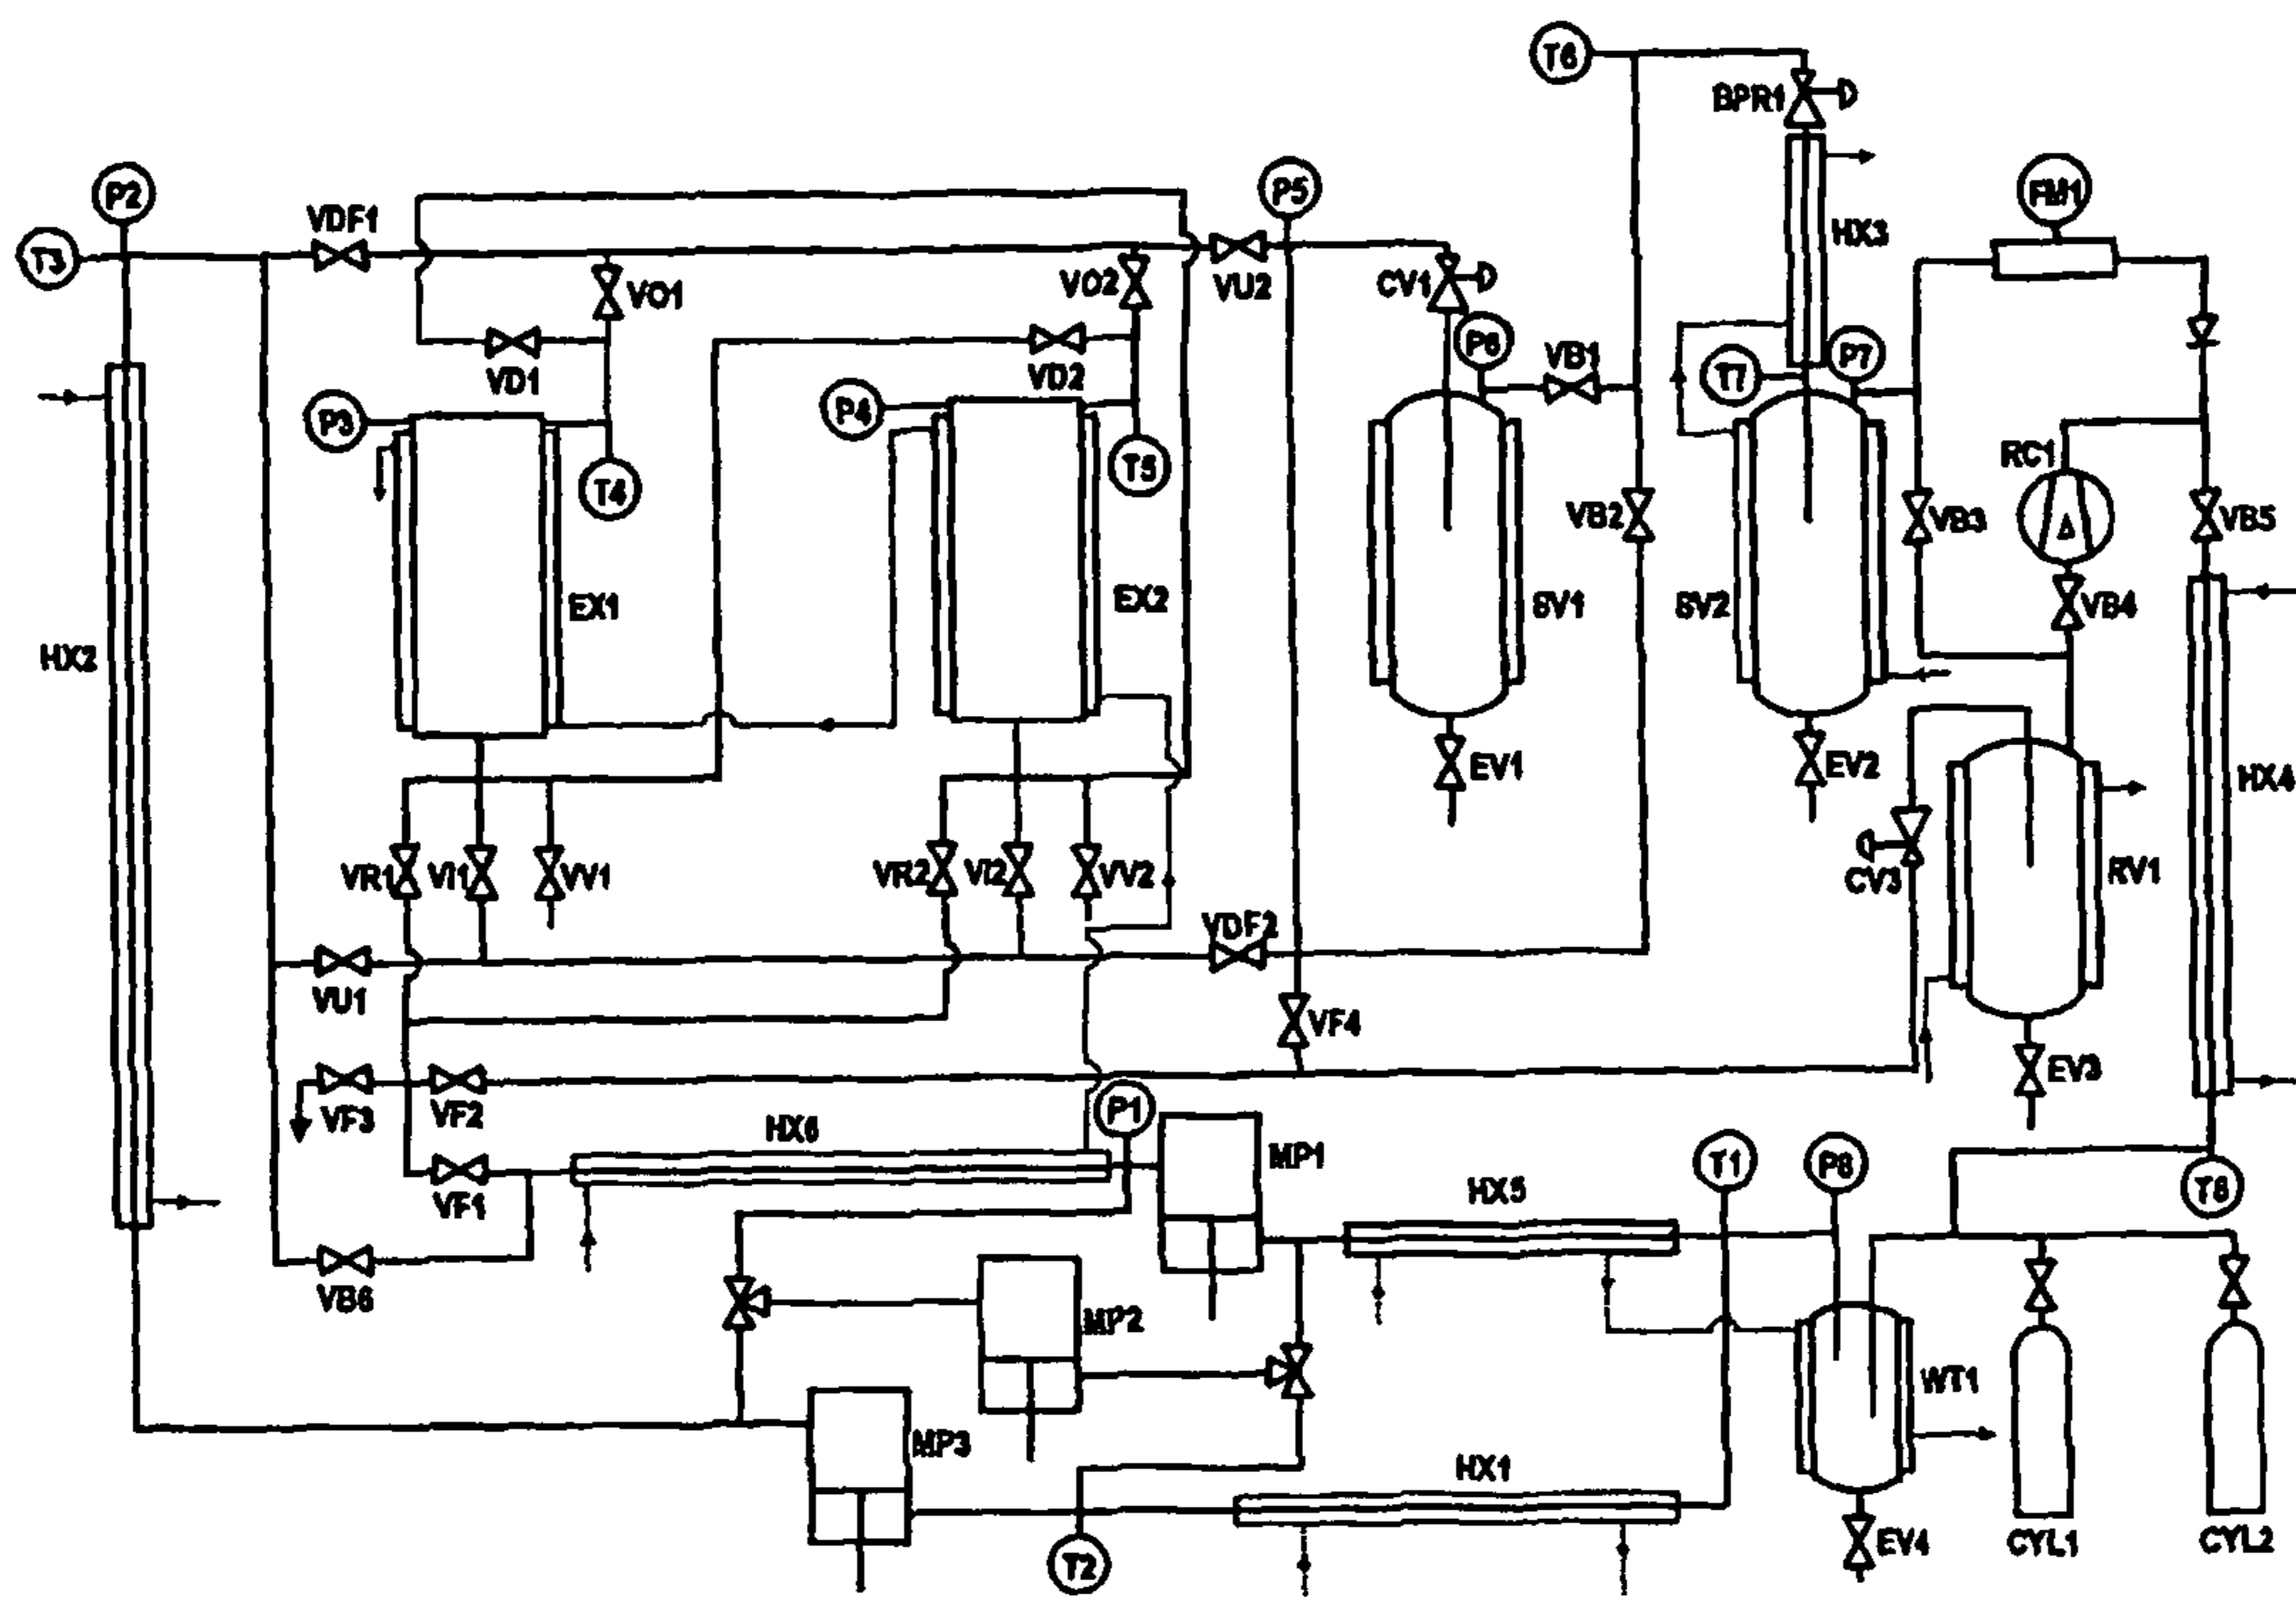 T6
BPR1
P2
P5
FM1
VDF1
HX3
T3
VO1
VO2
VU2
CV1
P6
VB1
P7
T7
VD1
VD2
P3
P4
T4
T5
RC1
VB2
VB3
VB5
EX1
EX2
SV1
SV2
VB4
HX2
EV1
EV2
HX4
VR1
VI1
VV1
VR2
VI2
VV2
CV3
RV1
VDF2
VU1
VF4
VF3
VF2
P1
EV3
HX6
MP1
T1
P8
T8
VF1
HX5
VB6
MP2
WT1
MP3
HX1
T2
EV4
CYL1
CYL2